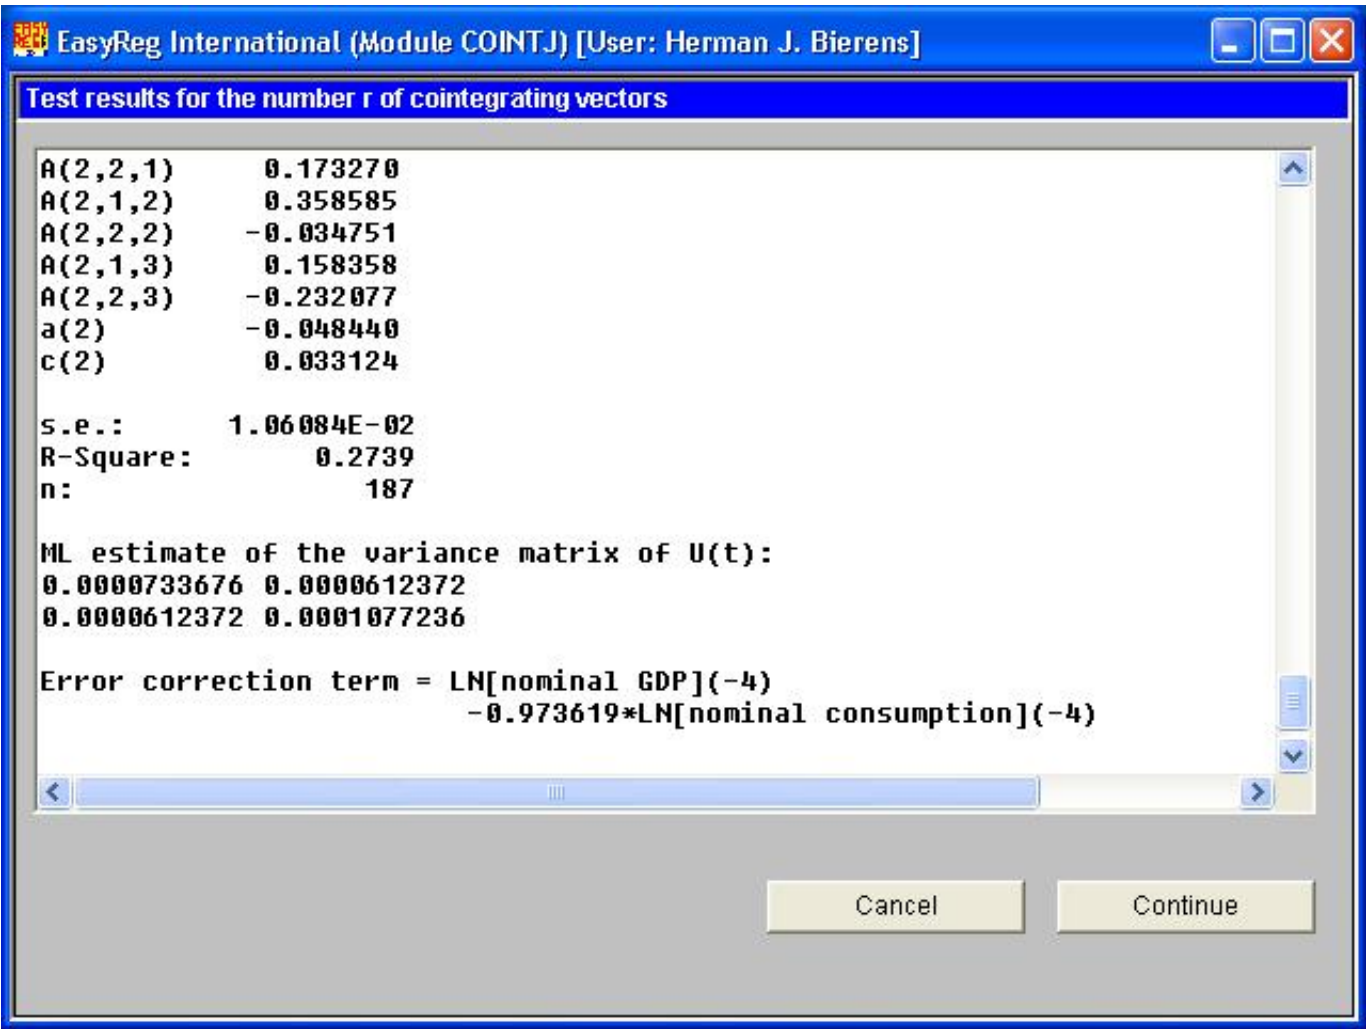 EasyReg International (Module COINTJ) [User: Herman J. Bierens]
Test results for the number r of cointegrating vectors
A(2,2,1) 0.173270
A(2,1,2) 0.358585
A(2,2,2) -0.034751
A(2,1,3) 0.158358
A(2,2,3) -0.232077
a(2) -0.048440
c(2) 0.033124
s.e.: 1.06084E-02
R-Square: 0.2739
n: 187
ML estimate of the variance matrix of U(t):
0.0000733676 0.0000612372
0.0000612372 0.0001077236
Error correction term = LN[nominal GDP](-4)
-0.973619*LN[nominal consumption](-4)
Cancel Continue